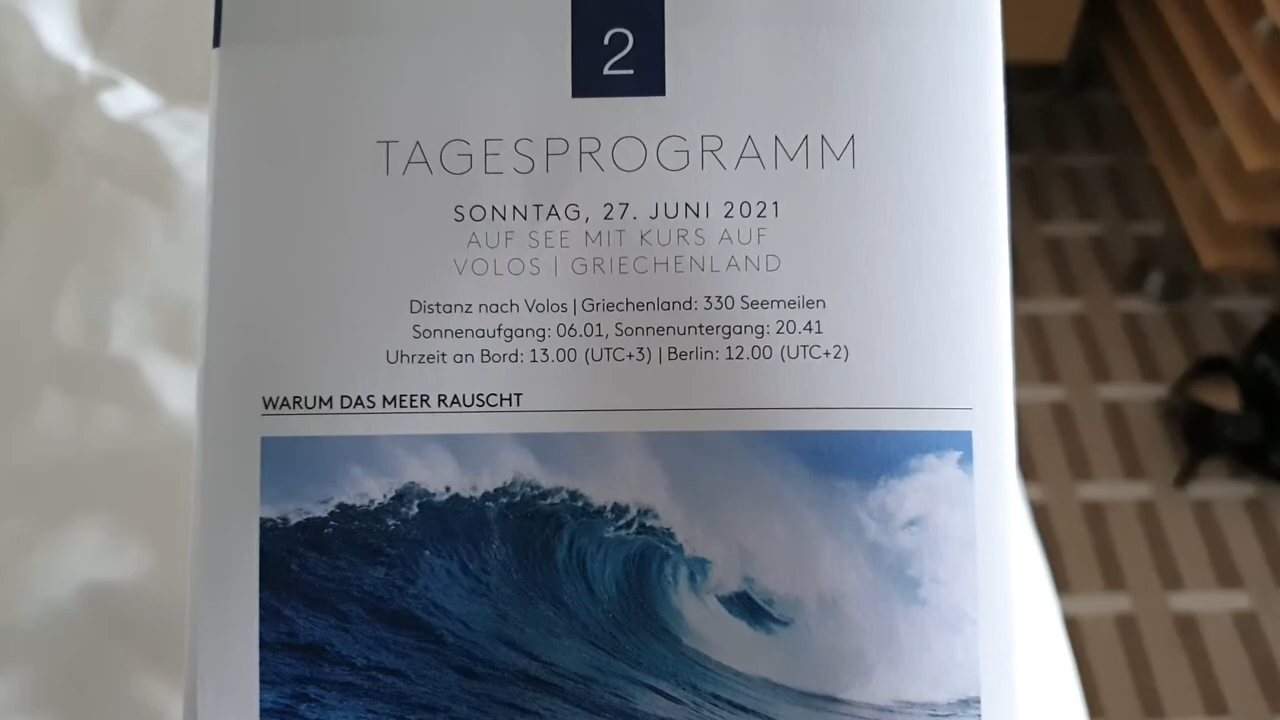 2
TAGESPROGRAMM
SONNTAG, 27. JUNI 2021
AUF SEE MIT KURS AUF
VOLOS | GRIECHENLAND
Distanz nach Volos | Griechenland: 330 Seemeilen
Sonnenaufgang: 06.01, Sonnenuntergang: 20.41
Uhrzeit an Bord: 13.00 (UTC+3) | Berlin: 12.00 (UTC+2)
WARUM DAS MEER RAUSCHT